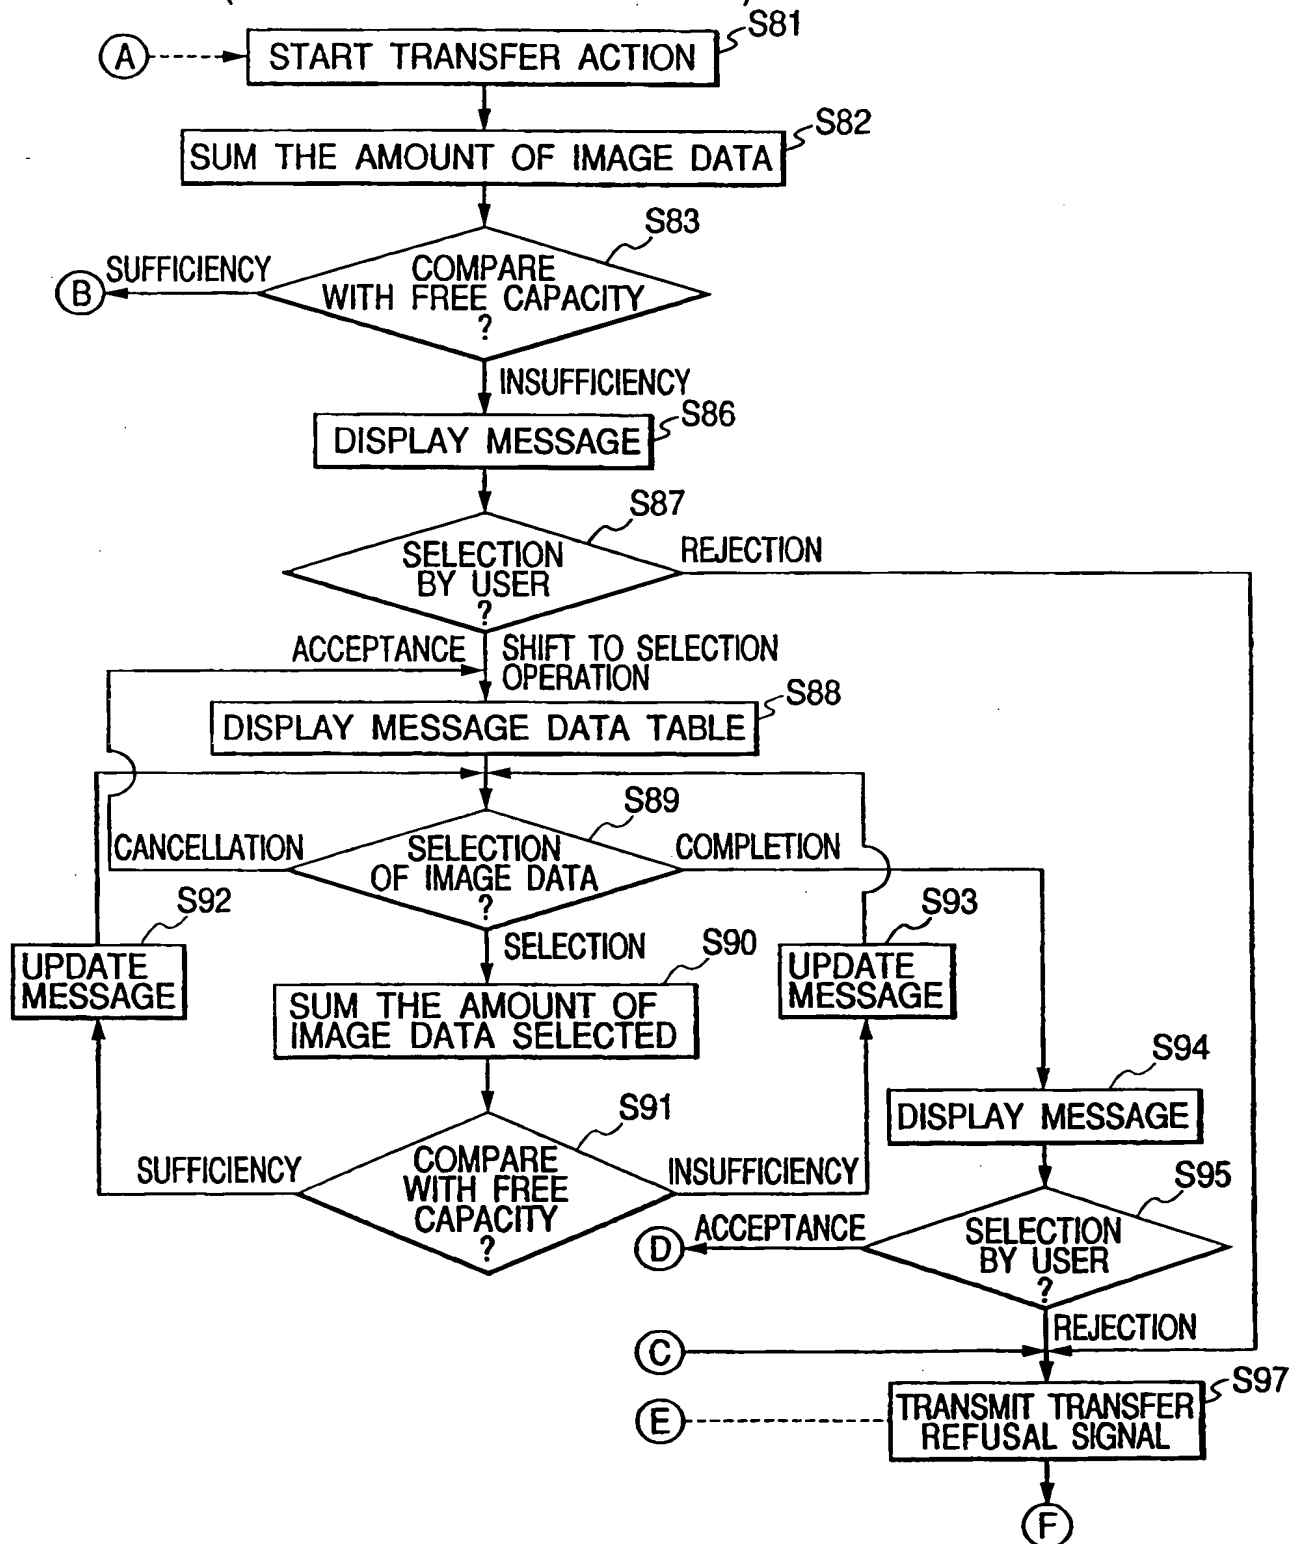 S81
A
START TRANSFER ACTION
S82
SUM THE AMOUNT OF IMAGE DATA
S83
SUFFICIENCY
B
COMPARE
WITH FREE CAPACITY
?
INSUFFICIENCY
S86
DISPLAY MESSAGE
S87
SELECTION
BY USER
?
REJECTION
ACCEPTANCE
SHIFT TO SELECTION
OPERATION
S88
DISPLAY MESSAGE DATA TABLE
S89
CANCELLATION
SELECTION
OF IMAGE DATA
?
COMPLETION
S92
UPDATE
MESSAGE
SELECTION
S90
SUM THE AMOUNT OF
IMAGE DATA SELECTED
S93
UPDATE
MESSAGE
S91
SUFFICIENCY
COMPARE
WITH FREE
CAPACITY
?
INSUFFICIENCY
S94
DISPLAY MESSAGE
S95
D
ACCEPTANCE
SELECTION
BY USER
?
REJECTION
C
S97
E
TRANSMIT TRANSFER
REFUSAL SIGNAL
F